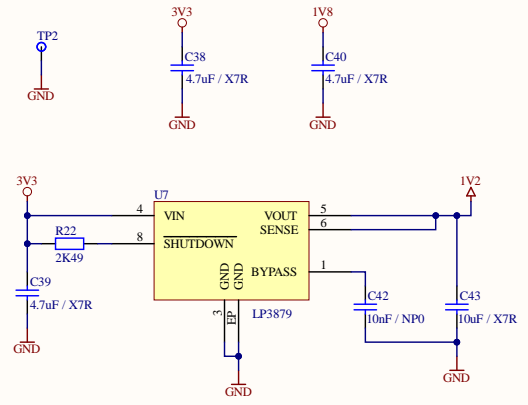 3V3
1V8
TP2
C38
C40
4.7uF / X7R
4.7uF / X7R
GND
GND
GND
3V3
U7
1V2
4
VIN
VOUT
5
SENSE
6
R22
8
SHUTDOWN
2K49
BYPASS
1
GND
GND
C39
4.7uF / X7R
C42
10nF / NP0
C43
10uF / X7R
3
EP
LP3879
GND
GND
GND